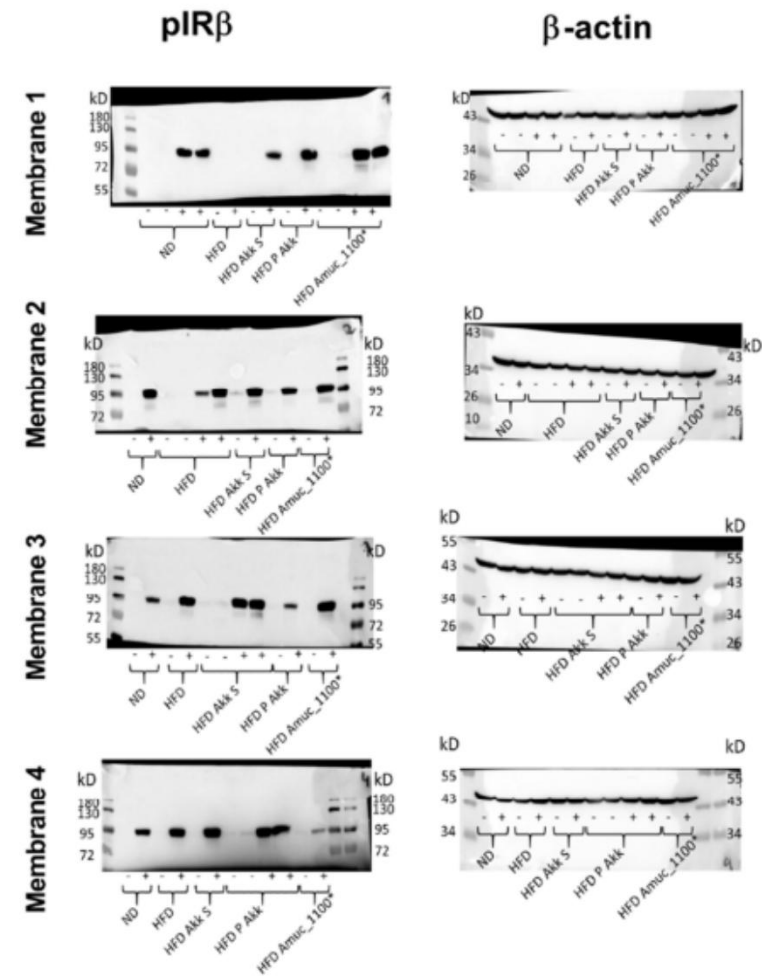 pIRβ
β-actin
Membrane 1
kD
180
130
95
72
55
- - + + - + - + - + - - + +
ND
HFD
HFD Akk S
HFD P Akk
HFD Amuc_1100*
kD
43
34
26
- - + + - + - + - + - - + +
ND
HFD
HFD Akk S
HFD P Akk
HFD Amuc_1100*
Membrane 2
kD
180
130
95
72
2
kD
180
130
95
72
- + - - + + - + - + - +
ND
HFD
HFD Akk S
HFD P Akk
HFD Amuc_1100*
kD
43
34
26
10
kD
43
34
26
- + - - + + - + - + - +
ND
HFD
HFD Akk S
HFD P Akk
HFD Amuc_1100*
Membrane 3
kD
180
130
95
72
55
kD
95
72
55
- + - + - - + + - + - +
ND
HFD
HFD Akk S
HFD P Akk
HFD Amuc_1100*
kD
55
43
34
26
kD
55
43
34
26
- + - + - - + + - + - +
ND
HFD
HFD Akk S
HFD P Akk
HFD Amuc_1100*
Membrane 4
kD
180
130
95
72
kD
180
130
95
72
- + - + - + - - + + - +
ND
HFD
HFD Akk S
HFD P Akk
HFD Amuc_1100*
kD
55
43
34
kD
55
43
34
- + - + - + - - + + - +
ND
HFD
HFD Akk S
HFD P Akk
HFD Amuc_1100*